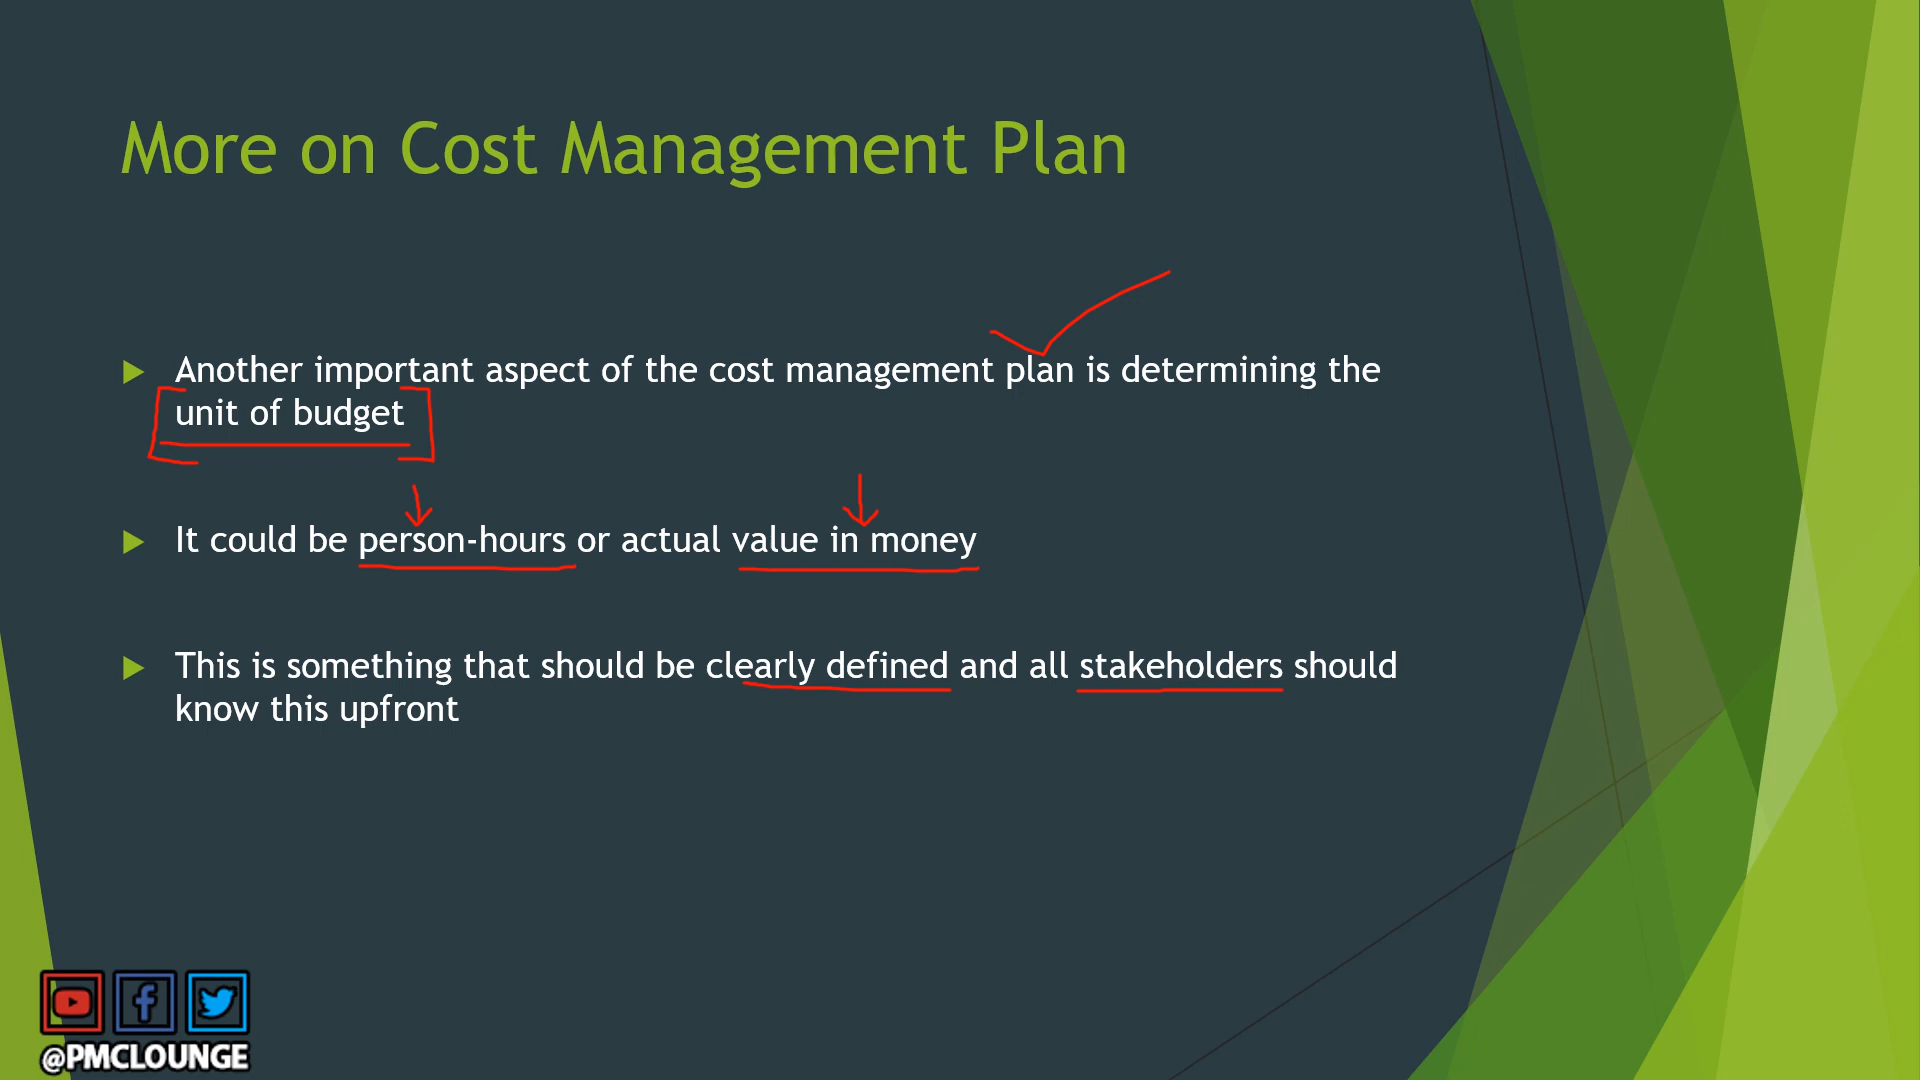 More on Cost Management Plan
Another important aspect of the cost management plan is determining the
unit of budget
It could be person-hours or actual value in money
This is something that should be clearly defined and all stakeholders should
know this upfront
@PMCLOUNGE